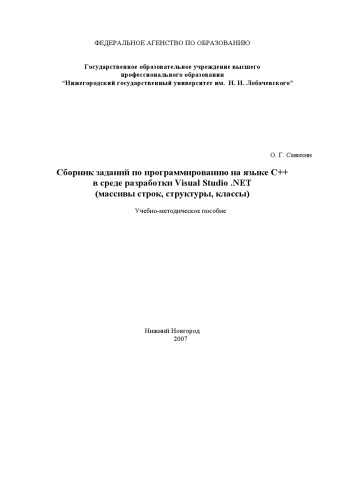 ФЕДЕРАЛЬНОЕ АГЕНСТВО ПО ОБРАЗОВАНИЮ
Государственное образовательное учреждение высшего
профессионального образования
"Нижегородский государственный университет им. Н. И. Лобачевского"
О. Г. Савихин
Сборник заданий по программированию на языке C++
в среде разработки Visual Studio .NET
(массивы строк, структуры, классы)
Учебно-методическое пособие
Нижний Новгород
2007